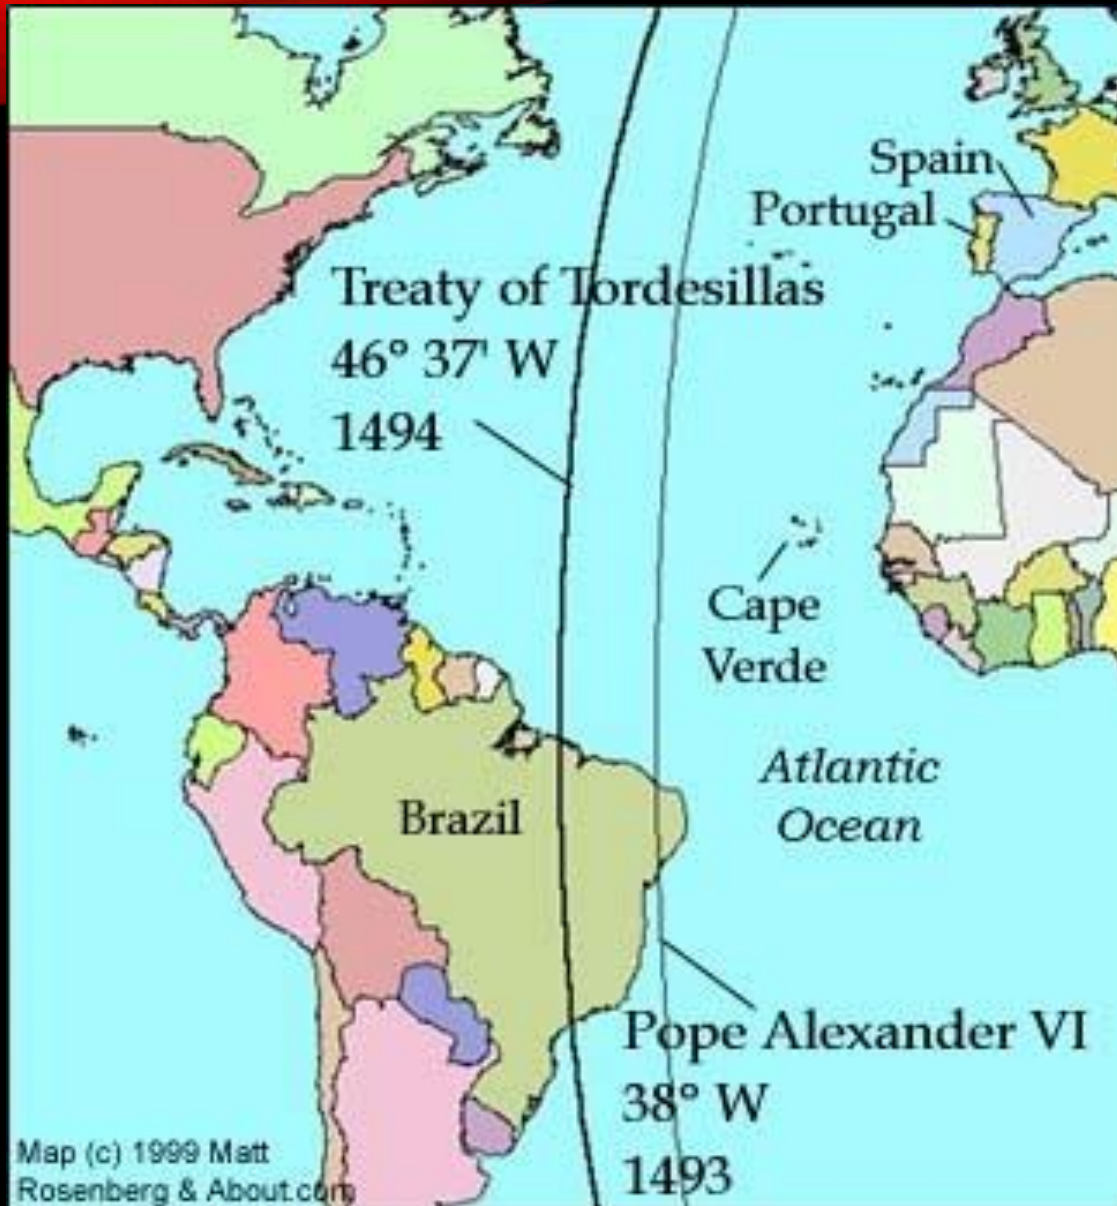 Spain
Portugal
Treaty of Tordesillas
46° 37' W
1494
Cape
Verde
Atlantic
Ocean
Brazil
Pope Alexander VI
38° W
1493
Map (c) 1999 Matt
Rosenberg & About.com